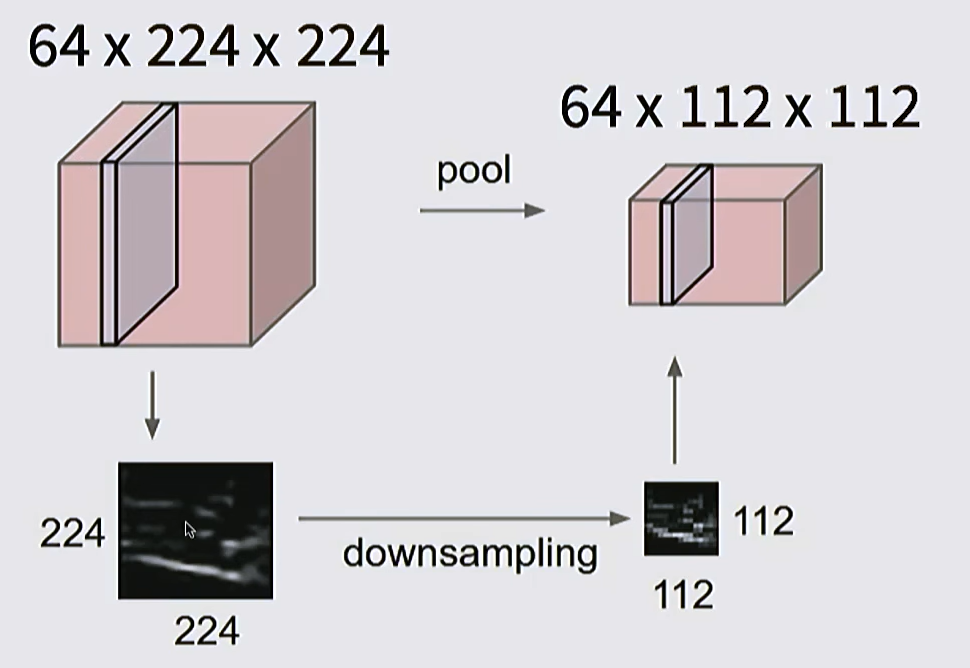 64 x 224 x 224
64 x 112 x 112
pool
224
downsampling
112
112
224